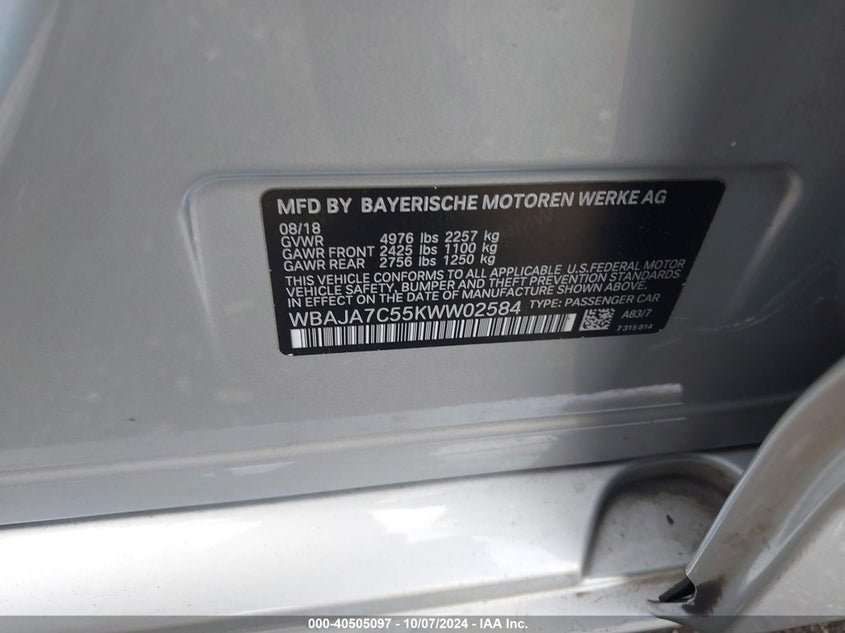 MFD BY BAYERISCHE MOTOREN WERKE AG
08/18
GVWR 4976 lbs 2257 kg
GAWR FRONT 2425 lbs 1100 kg
GAWR REAR 2756 lbs 1250 kg
THIS VEHICLE CONFORMS TO ALL APPLICABLE U.S.FEDERAL MOTOR
VEHICLE SAFETY, BUMPER AND THEFT PREVENTION STANDARDS
IN EFFECT ON THE DATE OF MANUFACTURE SHOWN ABOVE.
WBAJA7C55KWW02584 TYPE: PASSENGER CAR
A83/7
7 315 814
000-40505097 - 10/07/2024 - IAA Inc.